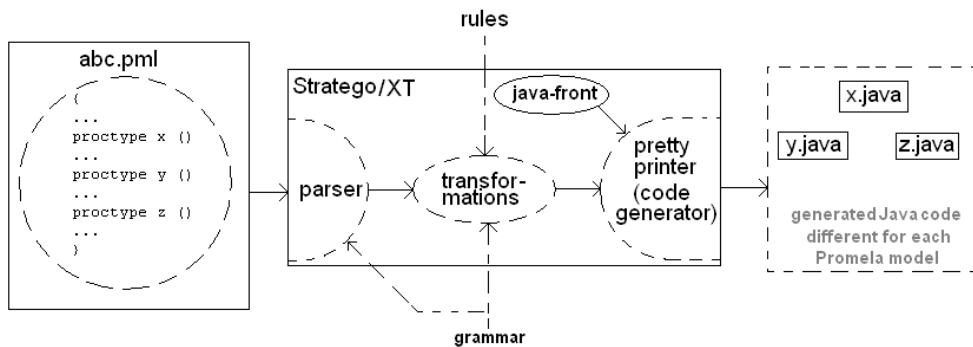 rules
abc.pml
{
...
proctype x ()
...
proctype y ()
...
proctype z ()
...
}
Stratego/XT
java-front
parser
transfor-
mations
pretty
printer
(code
generator)
grammar
x.java
y.java
z.java
generated Java code
different for each
Promela model